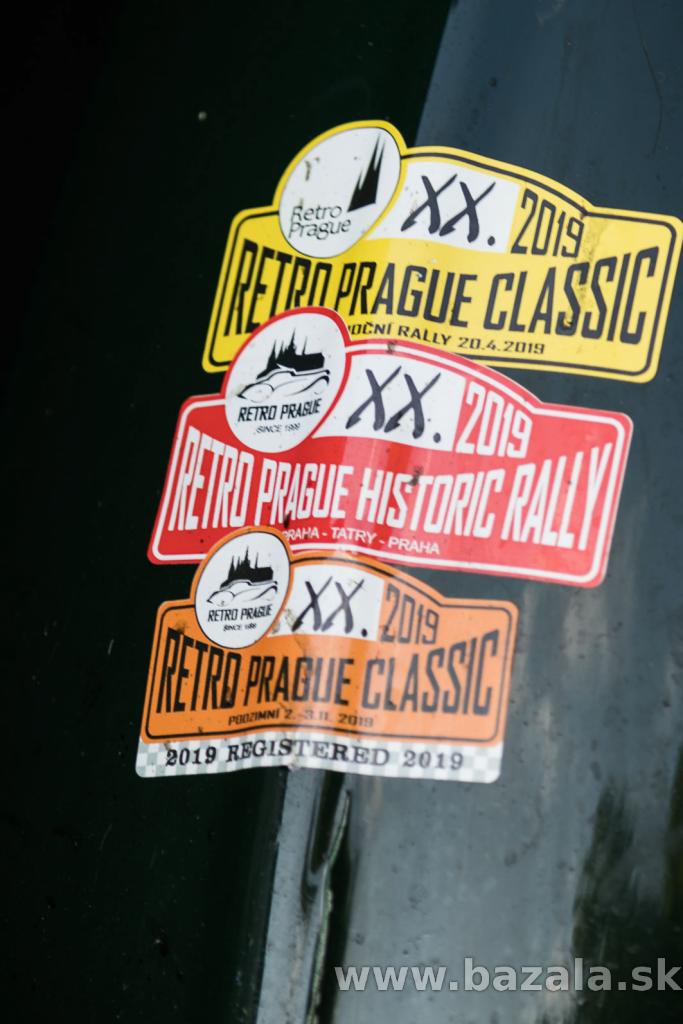 Retro
Prague
XX. 2019
RETRO PRAGUE CLASSIC
RALLY 20.4.2019
RETRO PRAGUE
SINCE 1999
XX. 2019
RETRO PRAGUE HISTORIC RALLY
PRAHA - TATRY - PRAHA
RETRO PRAGUE
SINCE 1999
XX. 2019
RETRO PRAGUE CLASSIC
PODZIMNÍ 2.-3.11. 2019
2019 REGISTERED 2019
www.bazala.sk